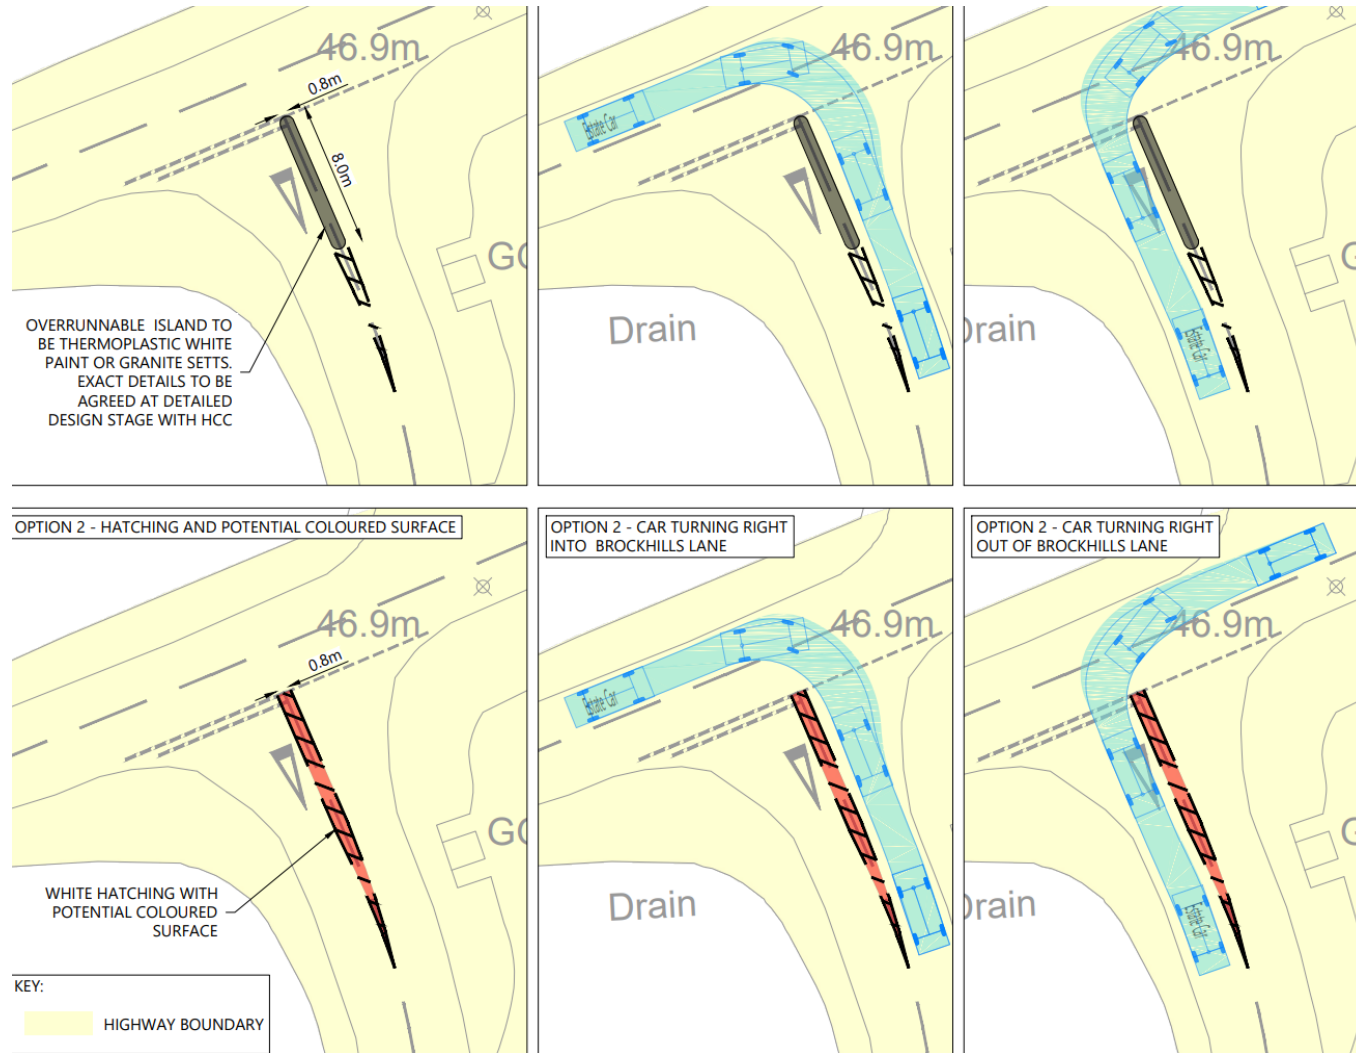 46.9m
0.8m
8.0m
GC
OVERRUNNABLE ISLAND TO
BE THERMOPLASTIC WHITE
PAINT OR GRANITE SETTS.
EXACT DETAILS TO BE
AGREED AT DETAILED
DESIGN STAGE WITH HCC
46.9m
Estate Car
Drain
46.9m
Estate Car
Drain
OPTION 2 - HATCHING AND POTENTIAL COLOURED SURFACE
46.9m
0.8m
GC
WHITE HATCHING WITH
POTENTIAL COLOURED
SURFACE
KEY:
HIGHWAY BOUNDARY
OPTION 2 - CAR TURNING RIGHT
INTO BROCKHILLS LANE
46.9m
Estate Car
Drain
OPTION 2 - CAR TURNING RIGHT
OUT OF BROCKHILLS LANE
46.9m
Estate Car
Drain